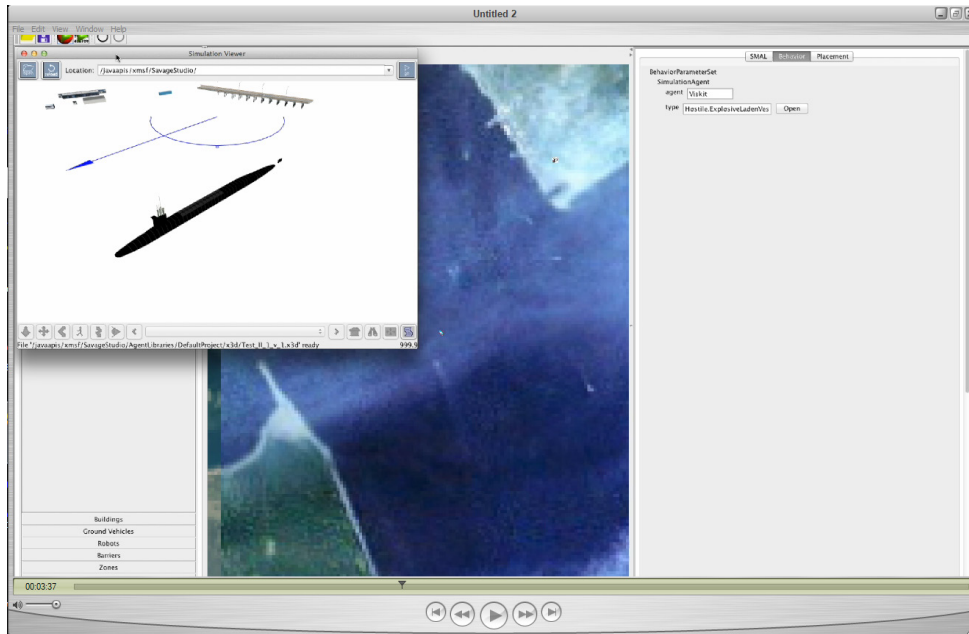 Untitled 2
File Edit View Window Help
Simulation Viewer
Location: /javaapis/xmsf/SavageStudio/
File "/javaapis/xmsf/SavageStudio/AgentLibraries/DefaultProject/x3d/Test_II_1_v_1.x3d" ready 999.9
SMAL Behavior Placement
BehaviorParameterSet
SimulationAgent
agent Viskit
type Hostile.ExplosiveLadenVes Open
Buildings
Ground Vehicles
Robots
Barriers
Zones
00:03:37